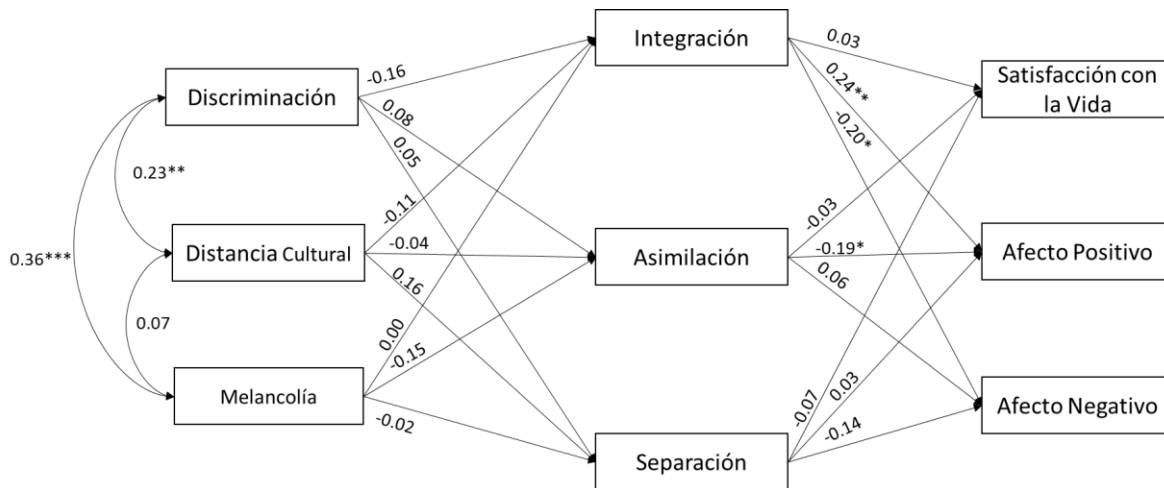 Integración
Discriminación
Satisfacción con
la Vida
Distancia Cultural
Asimilación
Afecto Positivo
Melancolía
Afecto Negativo
Separación
0.36***
0.23**
0.07
-0.16
0.08
0.05
-0.11
-0.04
0.16
0.00
-0.15
-0.02
0.03
0.24**
-0.20*
-0.03
-0.19*
0.06
-0.07
0.03
-0.14